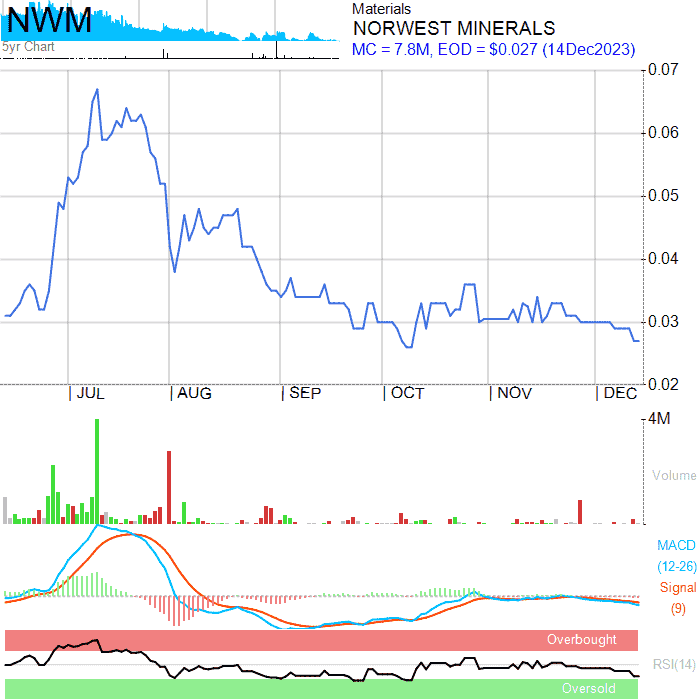 NWM
5yr Chart
Materials
NORWEST MINERALS
MC = 7.8M, EOD = $0.027 (14Dec2023)
0.07
0.06
0.05
0.04
0.03
0.02
JUL AUG SEP OCT NOV DEC
4M
Volume
MACD
(12-26)
Signal
(9)
Overbought
RSI(14)
Oversold